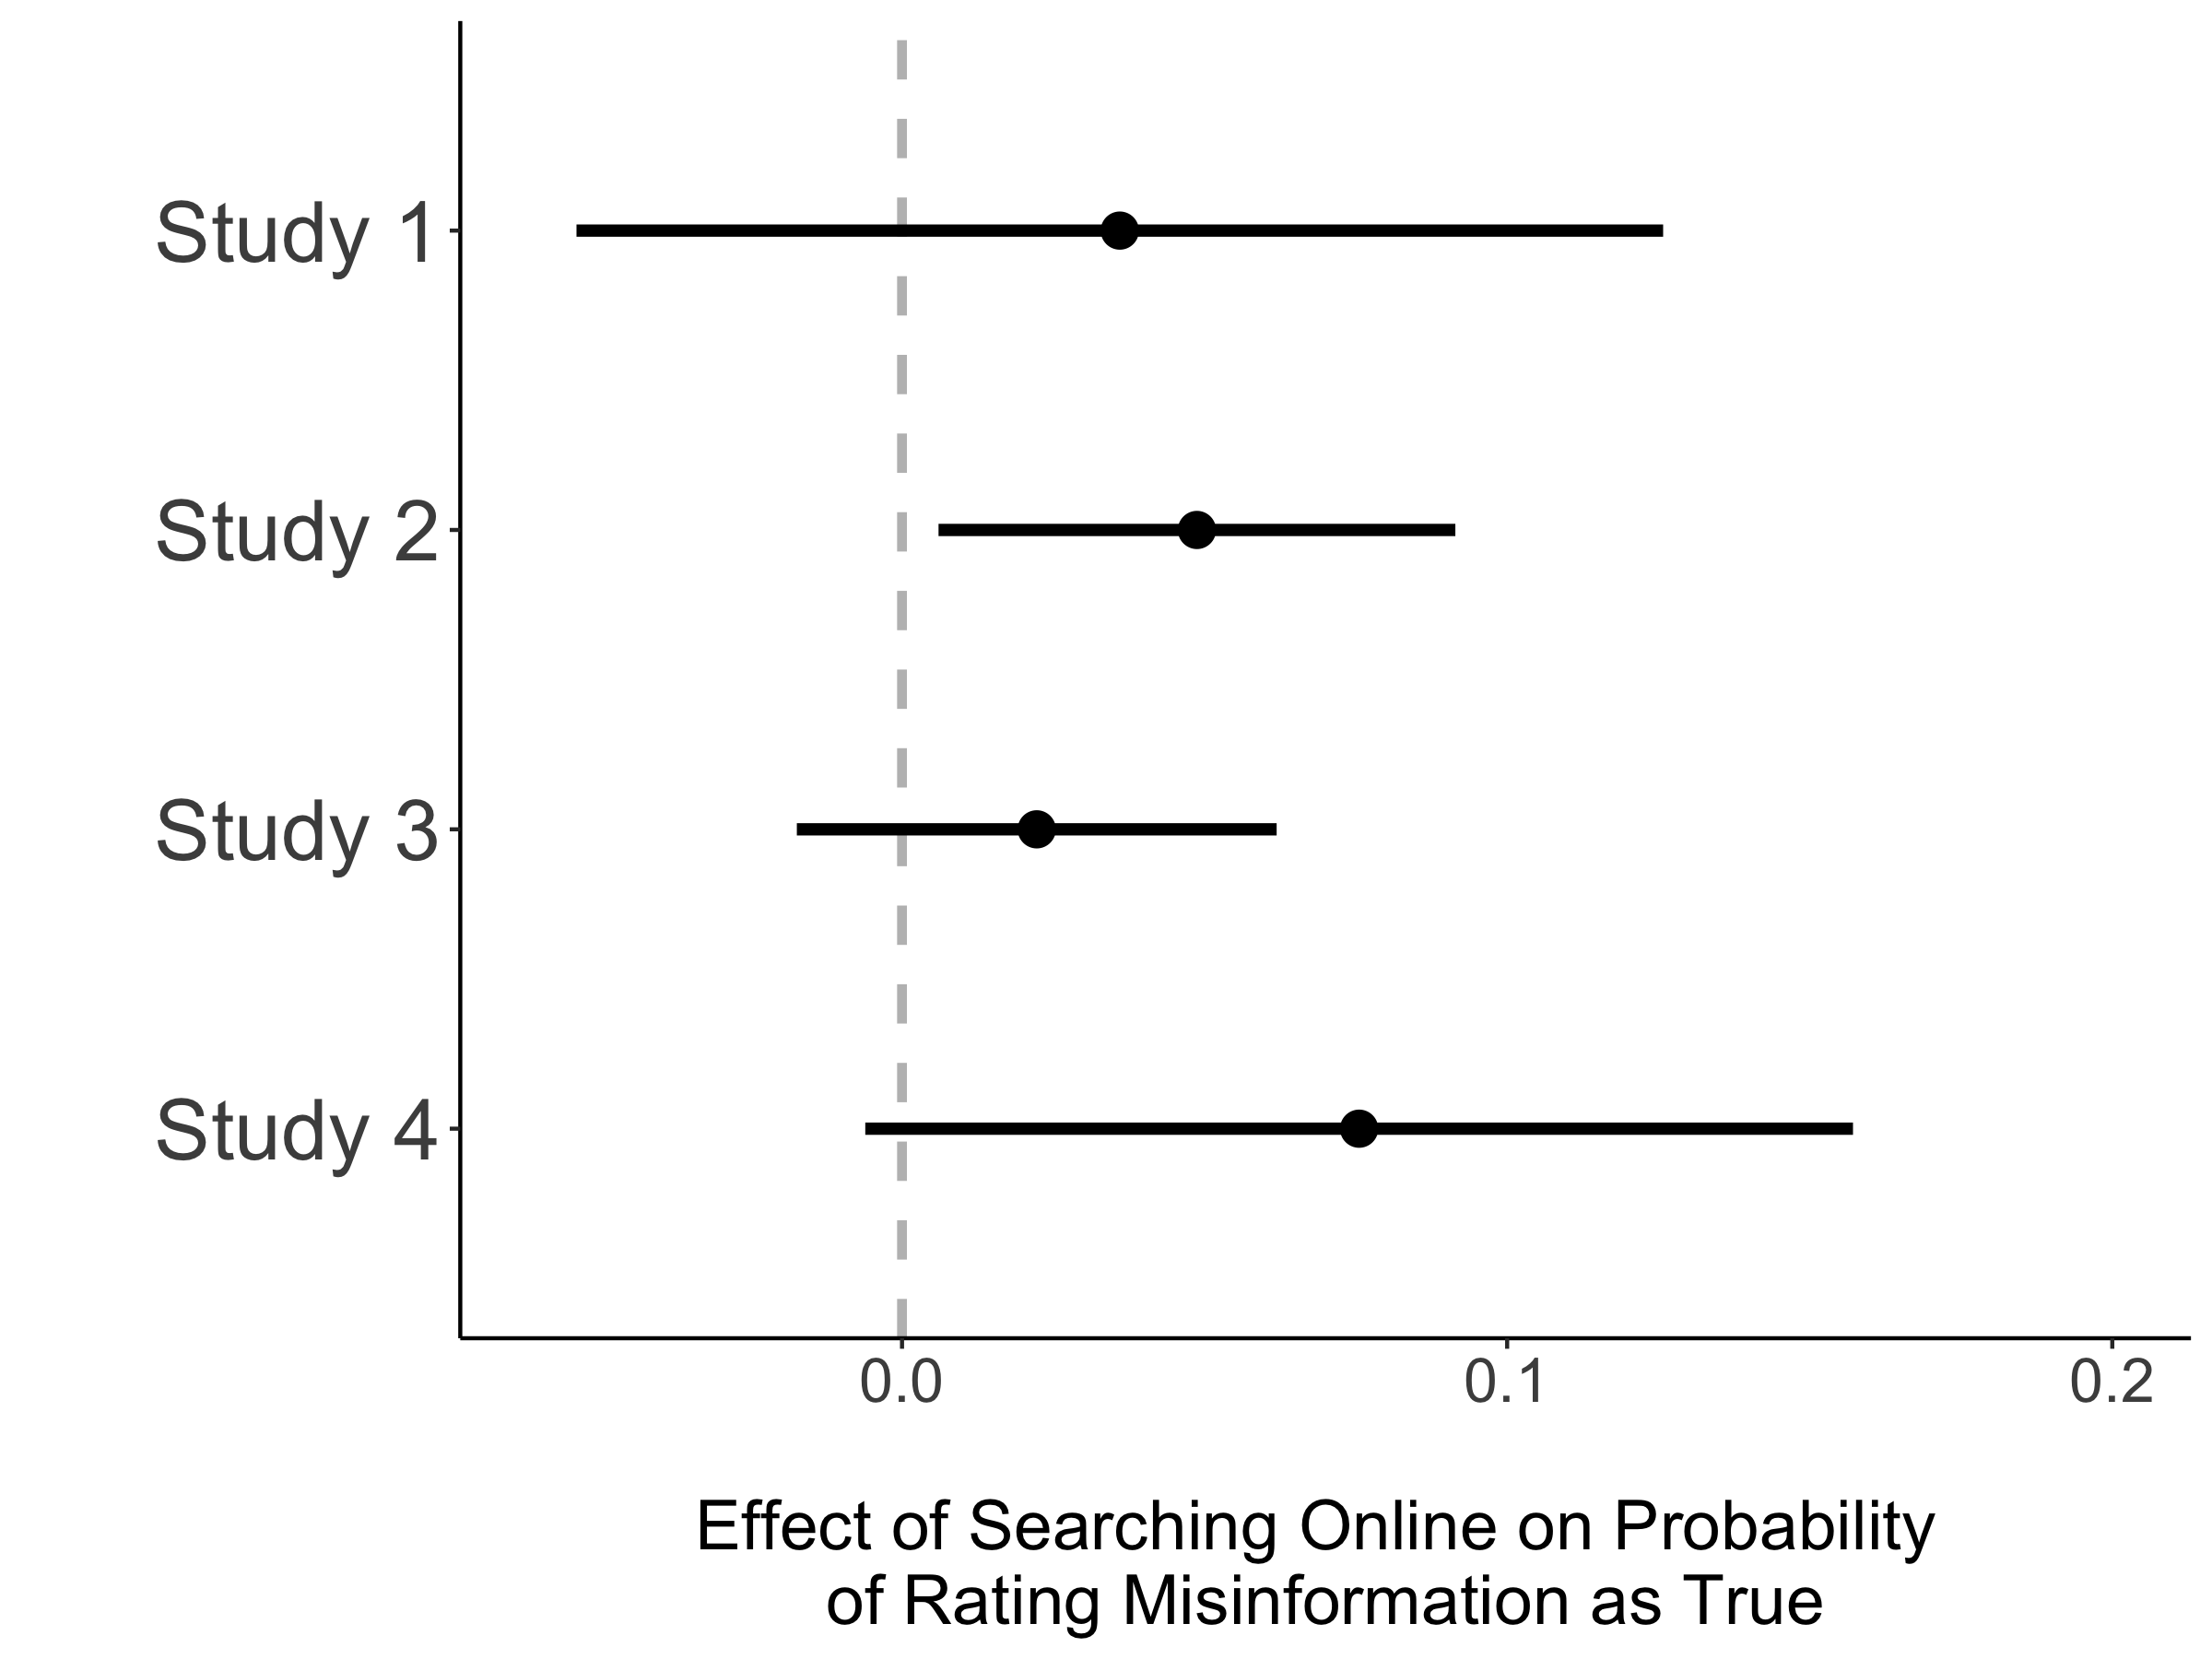 Study 1
Study 2
Study 3
Study 4
0.0 0.1 0.2
Effect of Searching Online on Probability
of Rating Misinformation as True